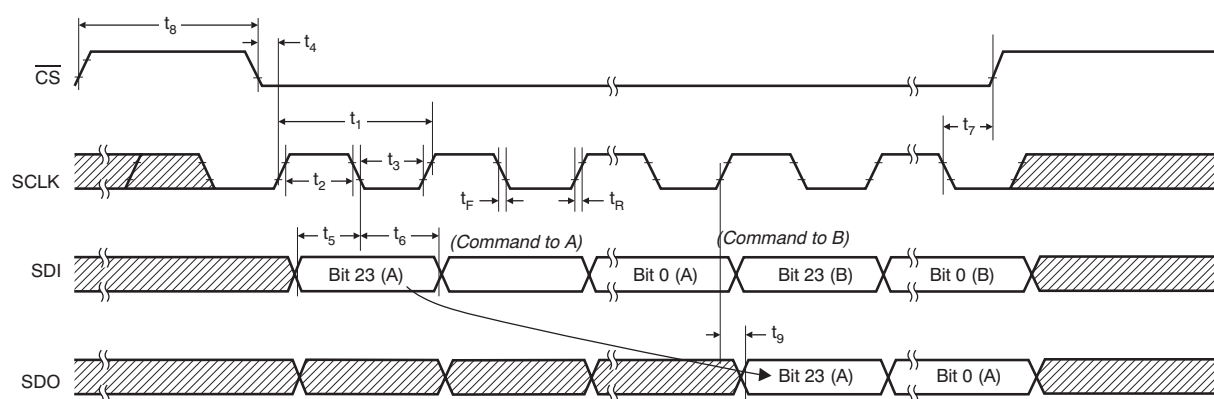 t8
t4
CS
t1
t7
t3
SCLK
t2
tF
tR
t5
t6
(Command to A)
(Command to B)
SDI
Bit 23 (A)
Bit 0 (A)
Bit 23 (B)
Bit 0 (B)
t9
SDO
Bit 23 (A)
Bit 0 (A)